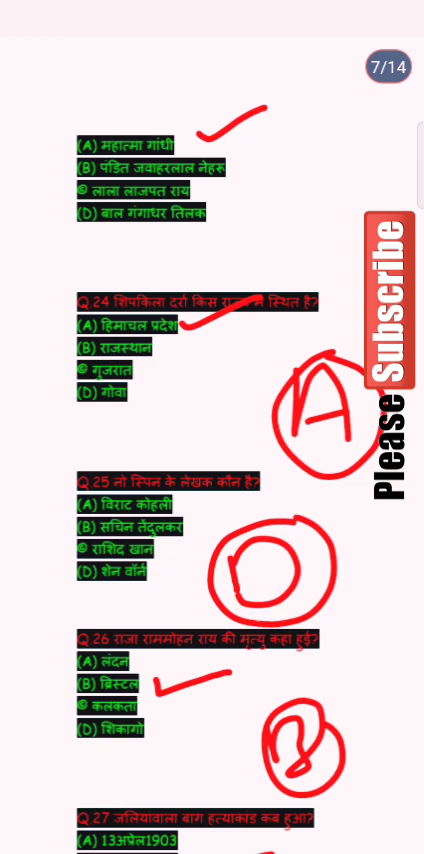 7/14
(A) महात्मा गांधी
(B) पंडित जवाहरलाल नेहरू
© लाला लाजपत राय
(D) बाल गंगाधर तिलक
Q.24 शिपकिला दर्रा किस में स्थित है?
(A) हिमाचल प्रदेश
(B) राजस्थान
© गुजरात
(D) गोवा
A
Q.25 नो स्पिन के लेखक कौन है?
(A) विराट कोहली
(B) सचिन तेंदुलकर
© राशिद खान
(D) शेन वॉर्न
D
Q.26 राजा राममोहन राय की मृत्यु कहा हुई?
(A) लंदन
(B) ब्रिस्टल
© कलकता
(D) शिकागो
B
Q.27 जलियावाला बाग हत्याकांड कब हुआ?
(A) 13अप्रेल1903
Please Subscribe